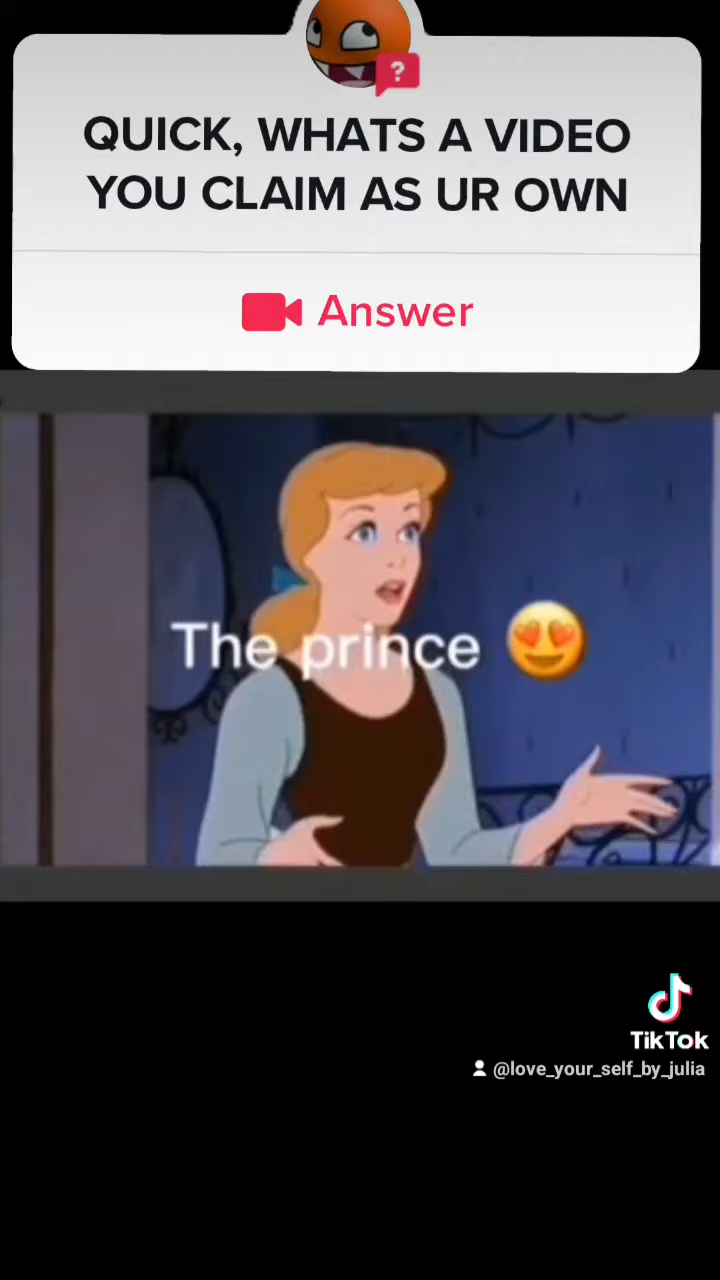 ?
QUICK, WHATS A VIDEO
YOU CLAIM AS UR OWN
Answer
The prince 😍
TikTok
@love_your_self_by_julia